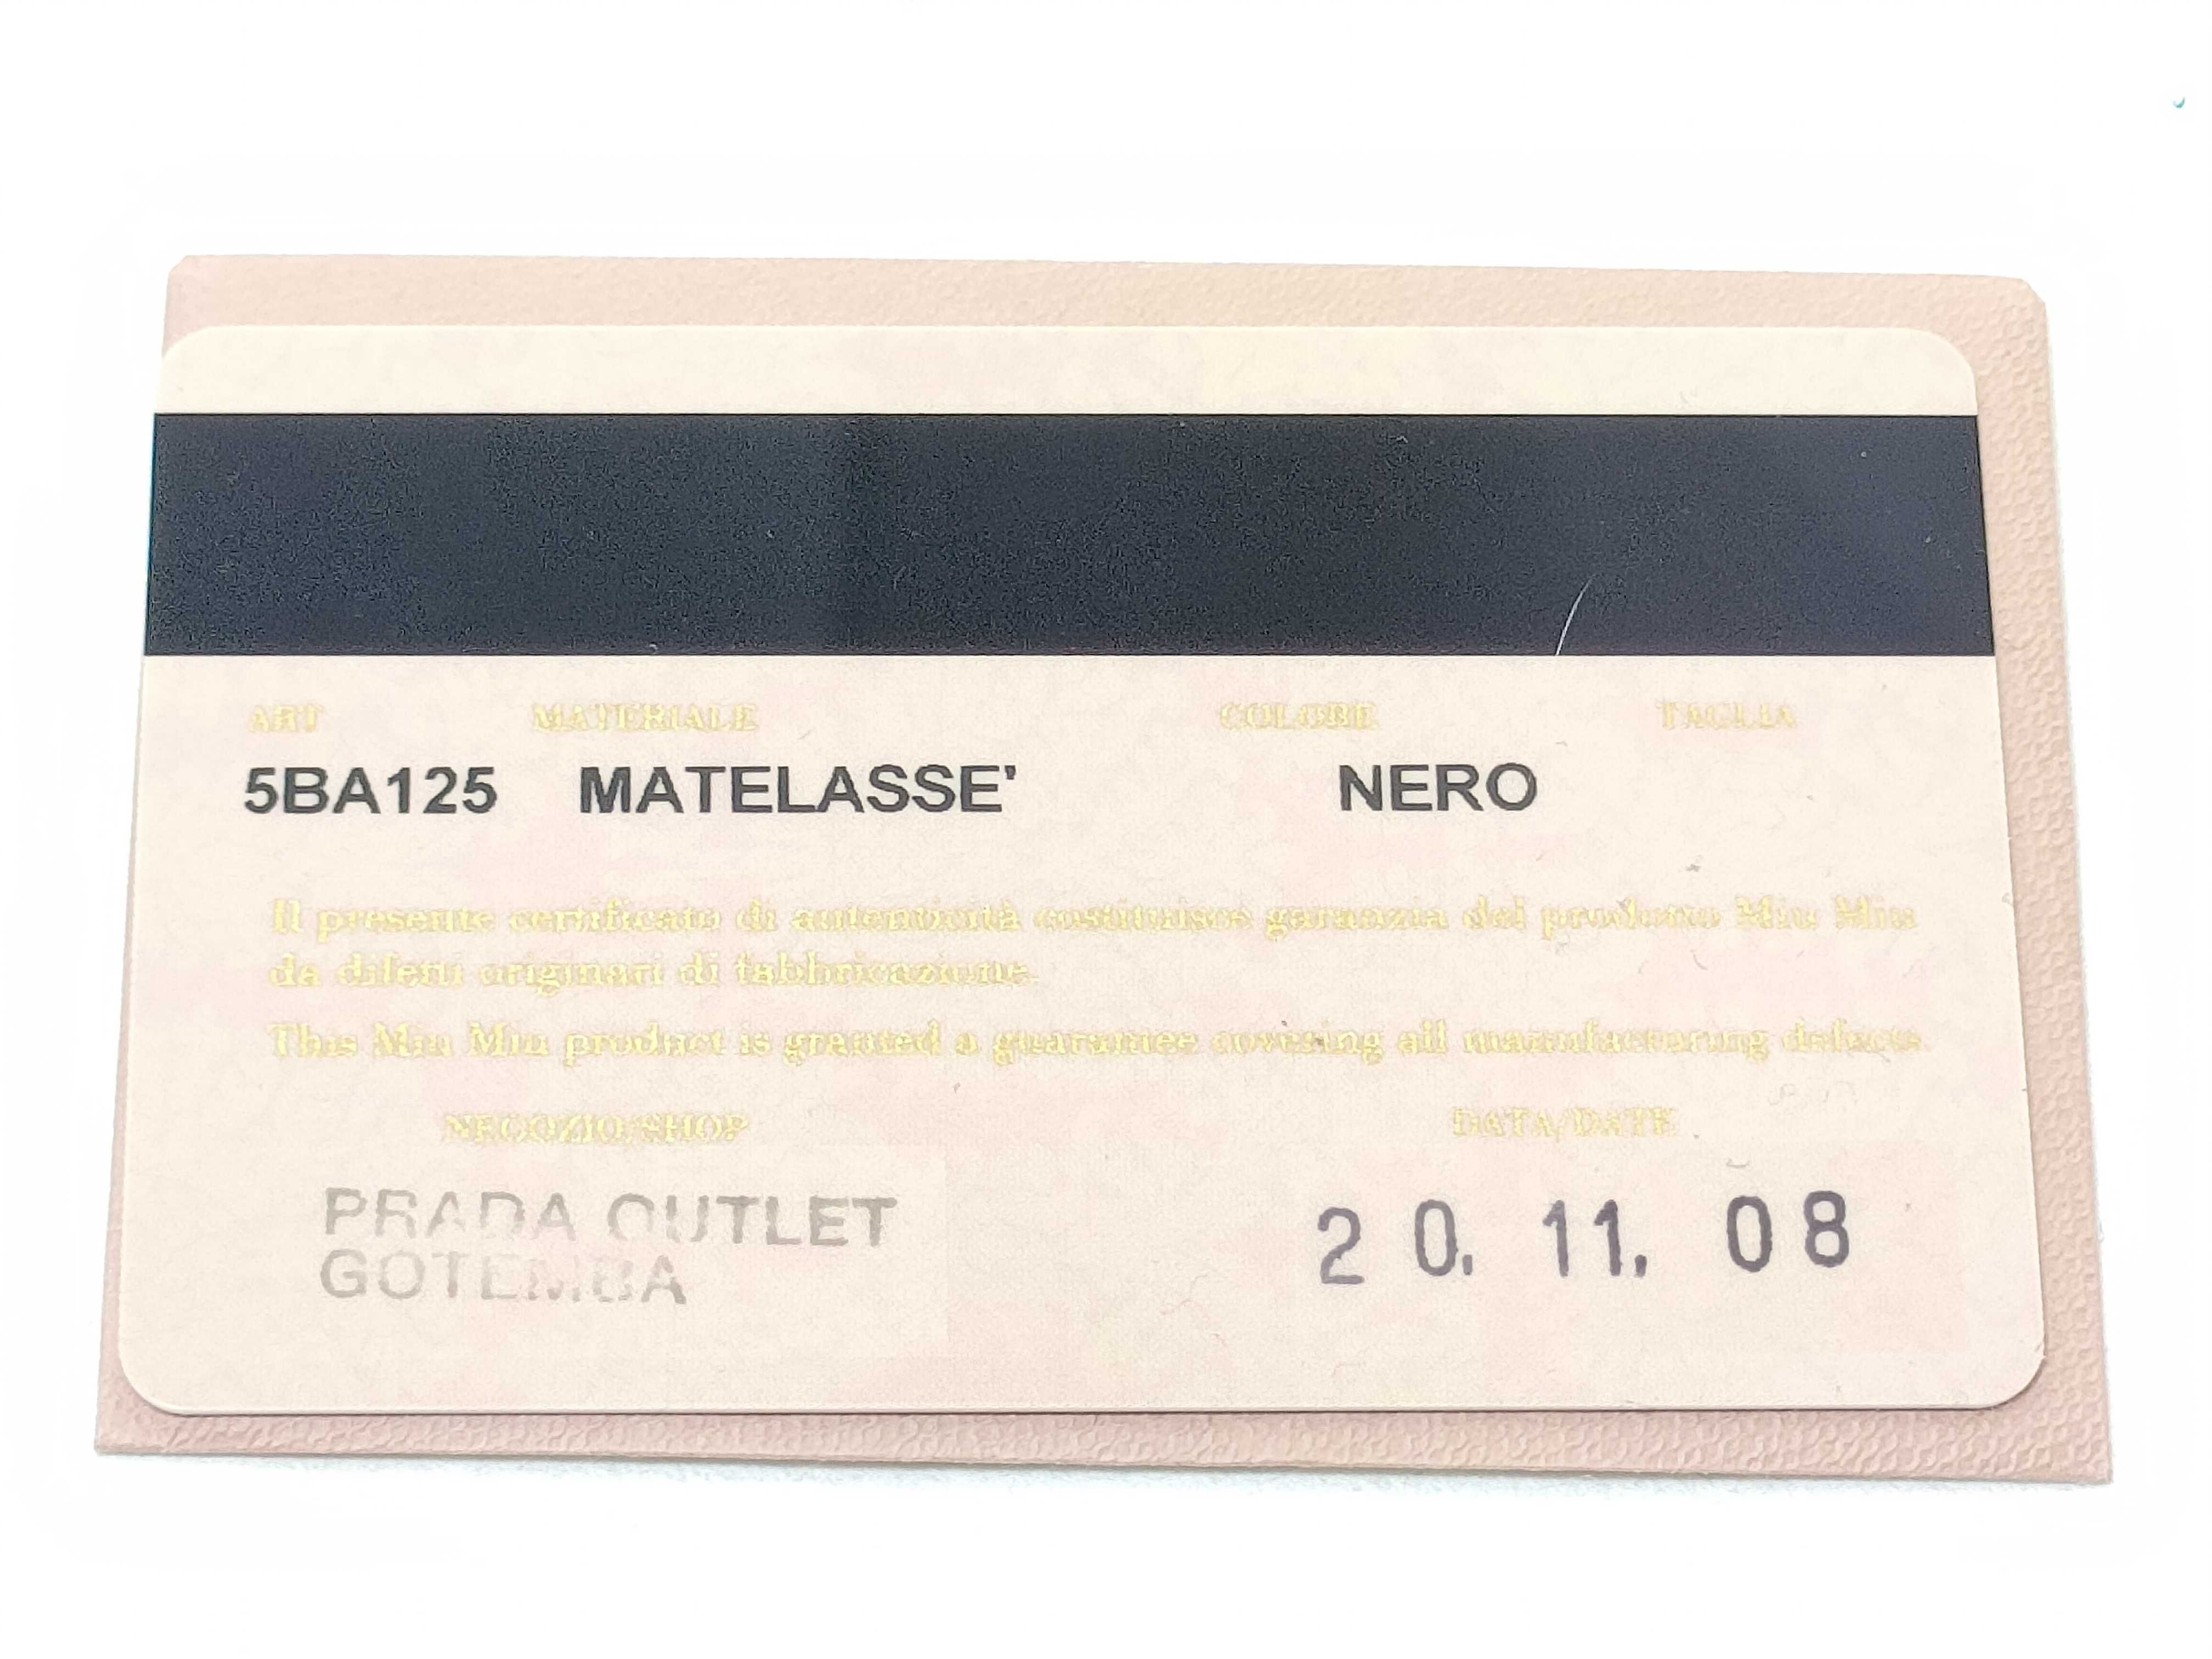 ART MATERIALE COLORE TAGLIA
5BA125 MATELASSE' NERO
Il presente certificato di autenticità costituisce garanzia del prodotto Miu Miu
da difetti originari di fabbricazione.
This Miu Miu product is granted a guarantee covering all manufacturing defects.
NEGOZIO/SHOP DATA/DATE
PRADA OUTLET 20. 11. 08
GOTEMBA